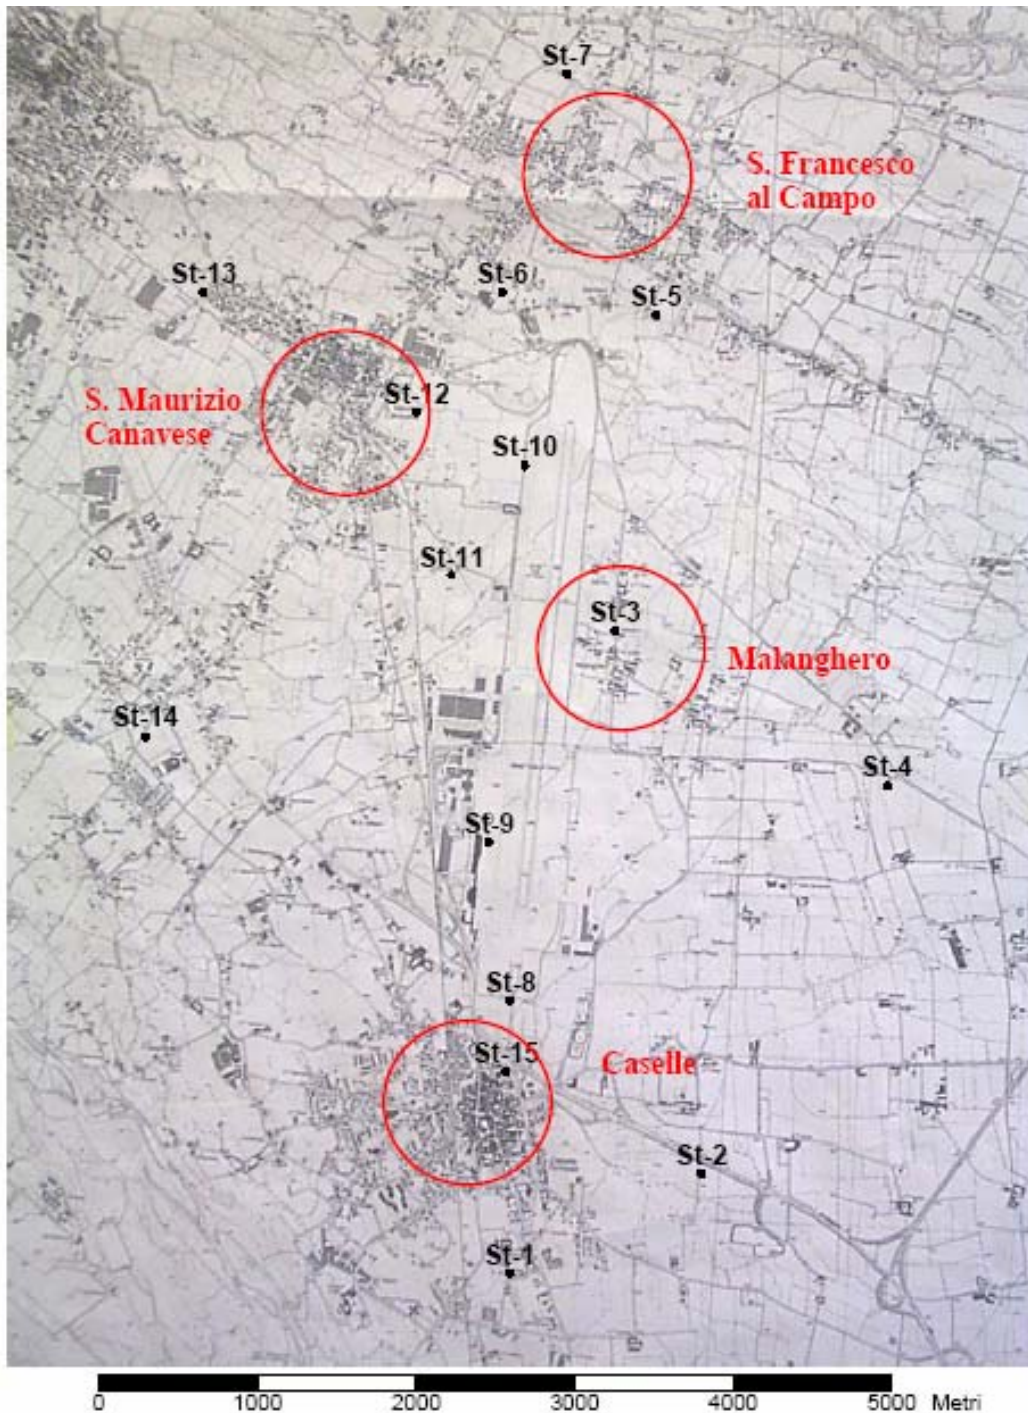 St-7
S. Francesco
al Campo
St-13
St-6
St-5
S. Maurizio
Canavese
St-12
St-10
St-11
St-3
Malanghero
St-14
St-4
St-9
St-8
St-15
Caselle
St-2
St-1
0 1000 2000 3000 4000 5000 Metri